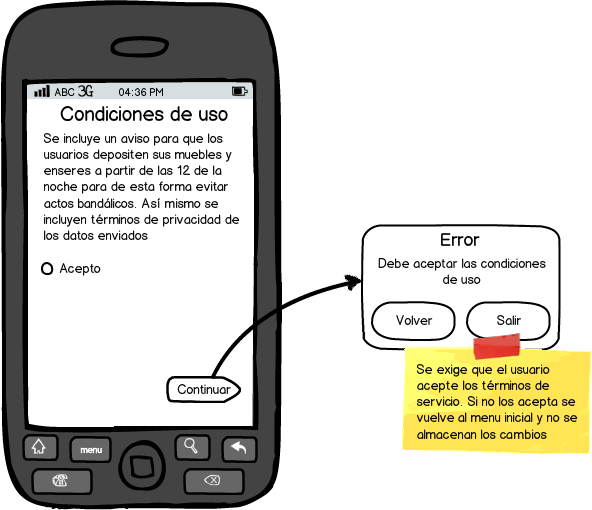 ABC 3G 04:36 PM
Condiciones de uso
Se incluye un aviso para que los
usuarios depositen sus muebles y
enseres a partir de las 12 de la
noche para de esta forma evitar
actos bandálicos. Así mismo se
incluyen términos de privacidad de
los datos enviados
Acepto
Continuar
menu
Error
Debe aceptar las condiciones
de uso
Volver
Salir
Se exige que el usuario
acepte los términos de
servicio. Si no los acepta se
vuelve al menu inicial y no se
almacenan los cambios